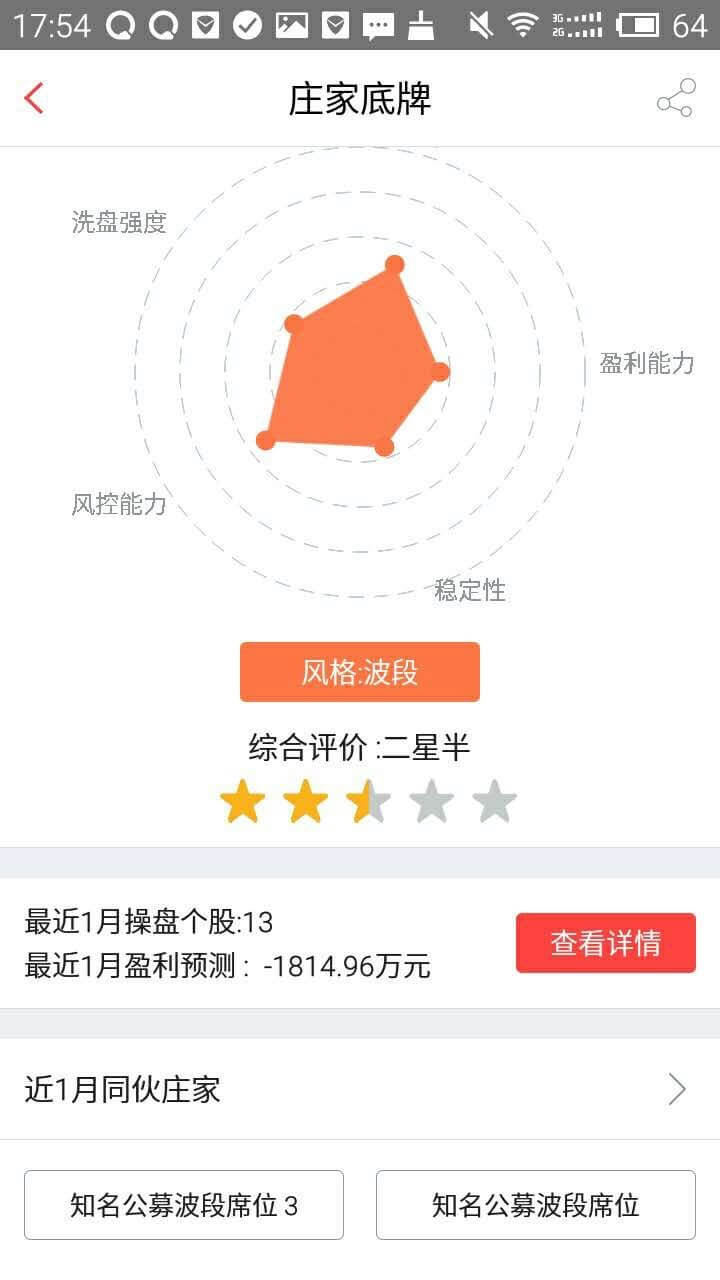 17:54
3G
2G
64
庄家底牌
洗盘强度
盈利能力
风控能力
稳定性
风格:波段
综合评价 :二星半
最近1月操盘个股:13
最近1月盈利预测 : -1814.96万元
查看详情
近1月同伙庄家
知名公募波段席位 3
知名公募波段席位